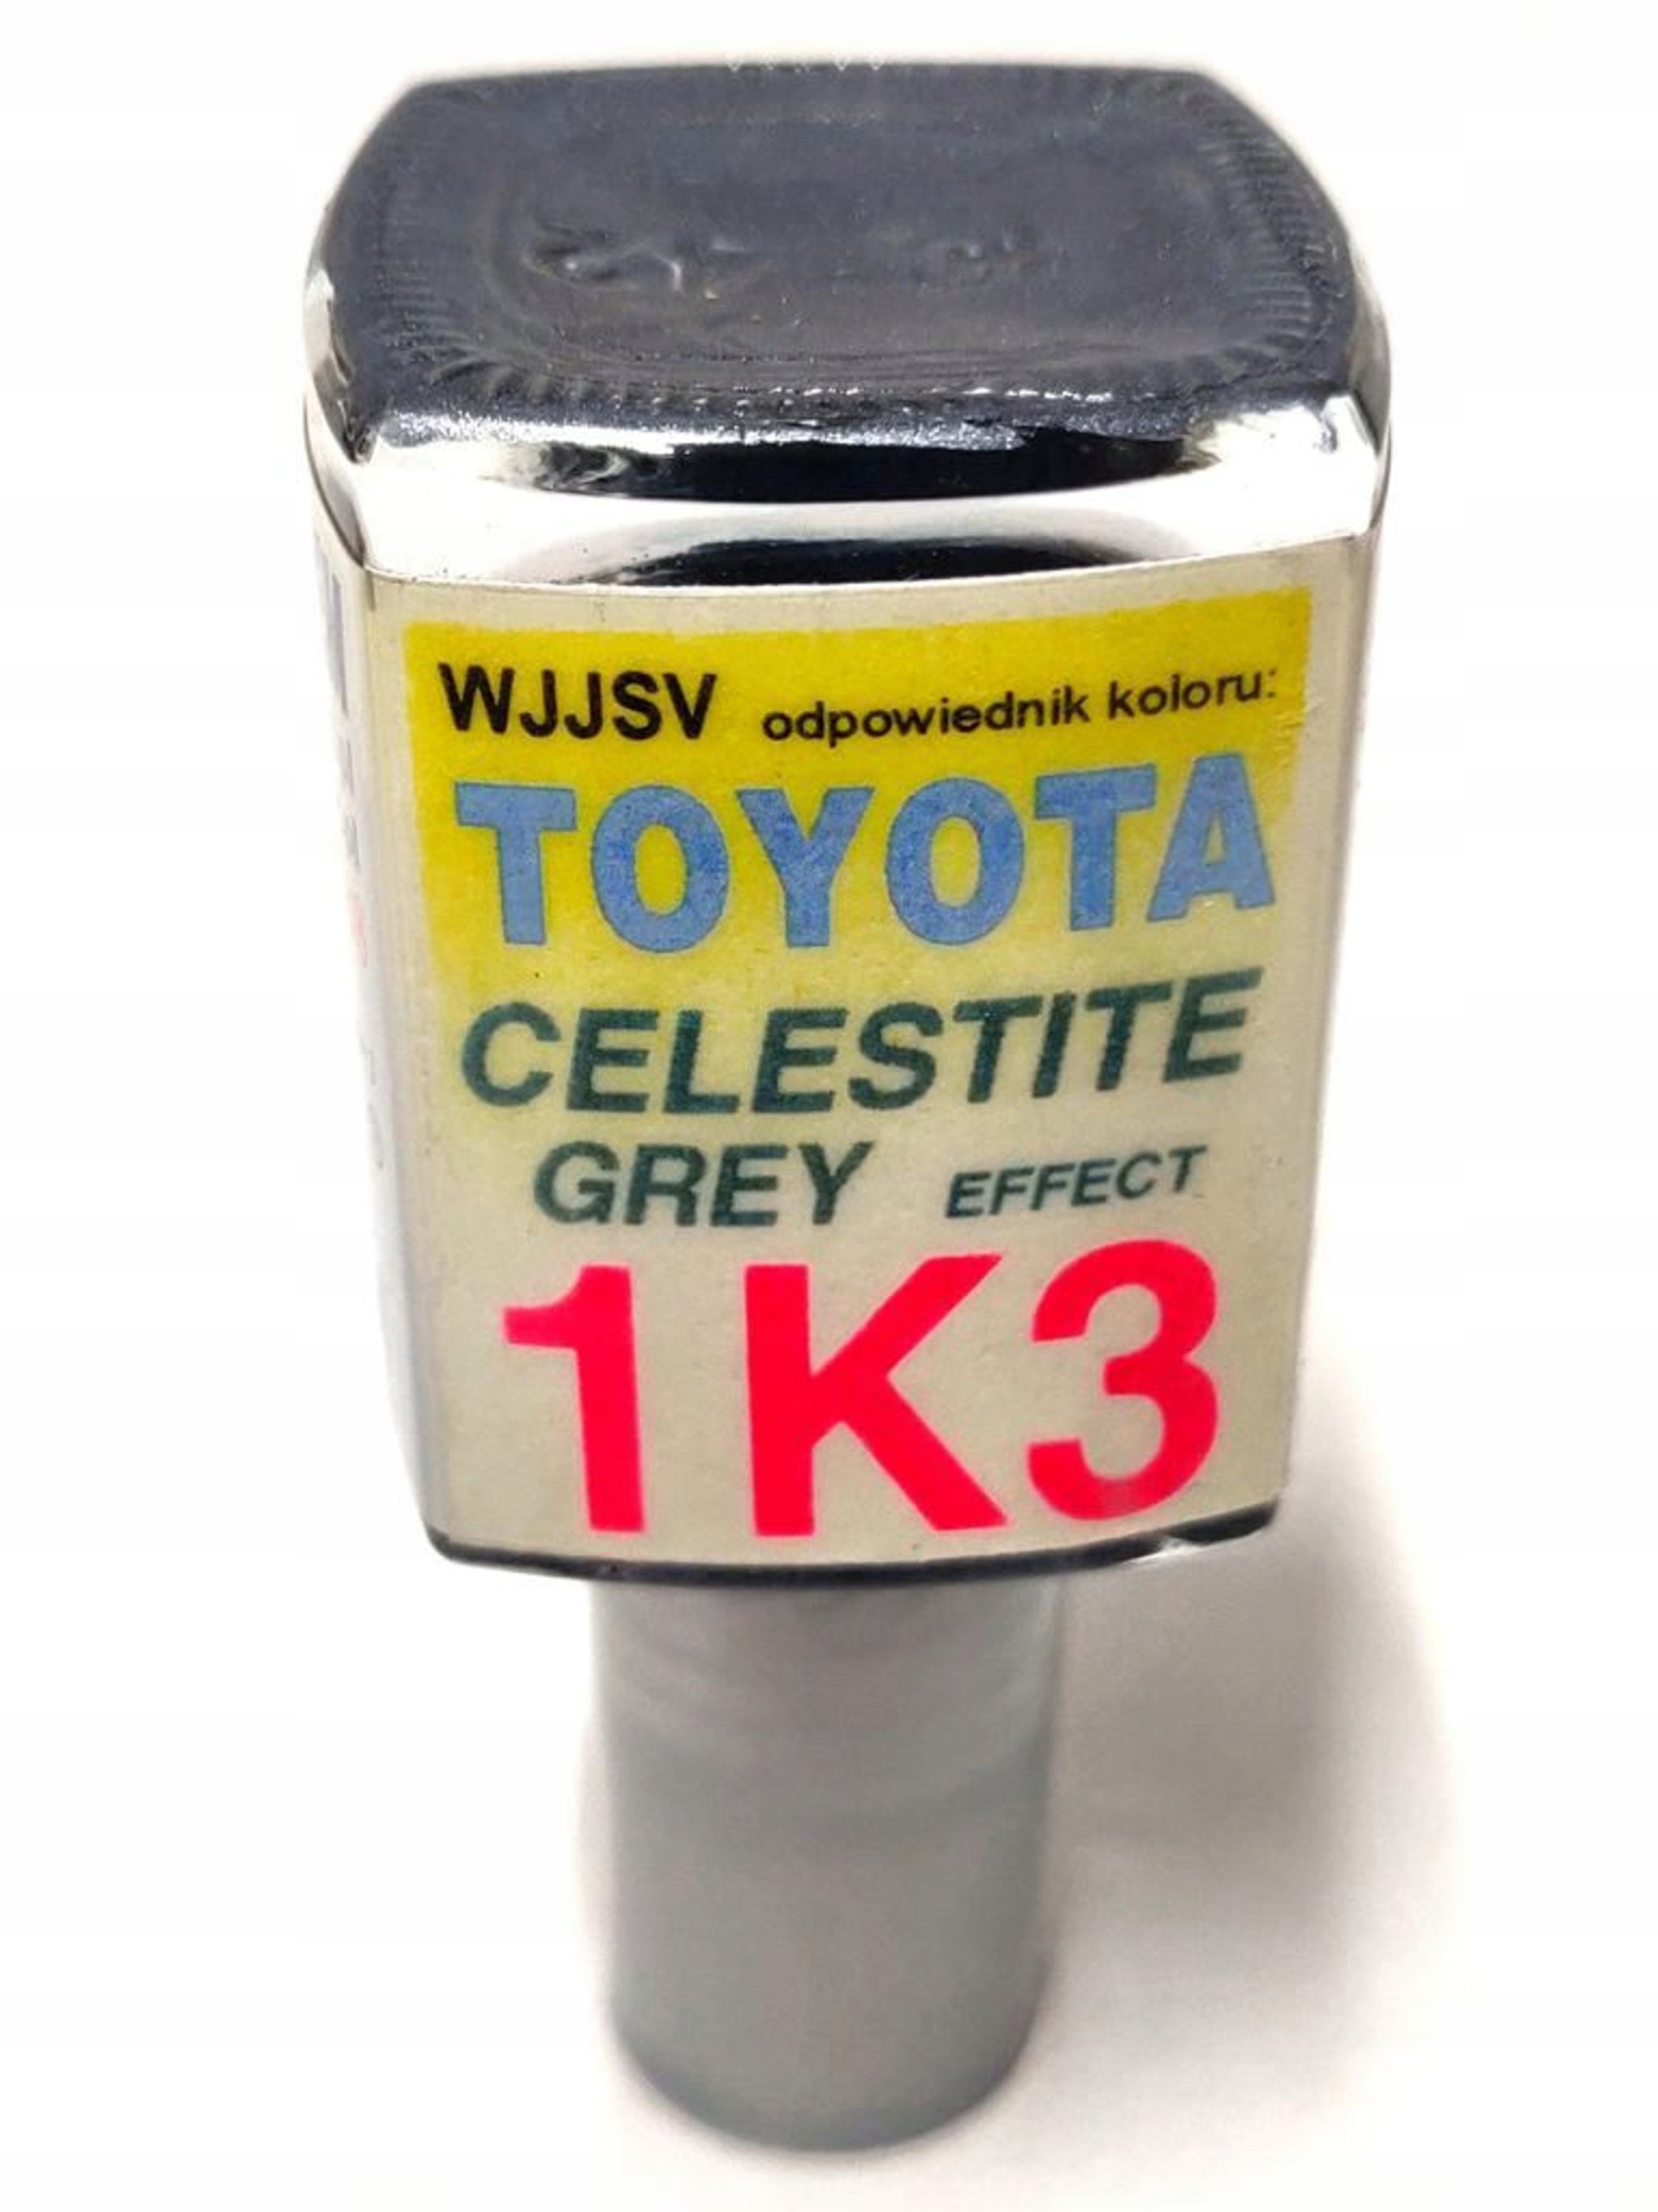 WJJSV odpowiednik koloru:
TOYOTA
CELESTITE
GREY EFFECT
1K3